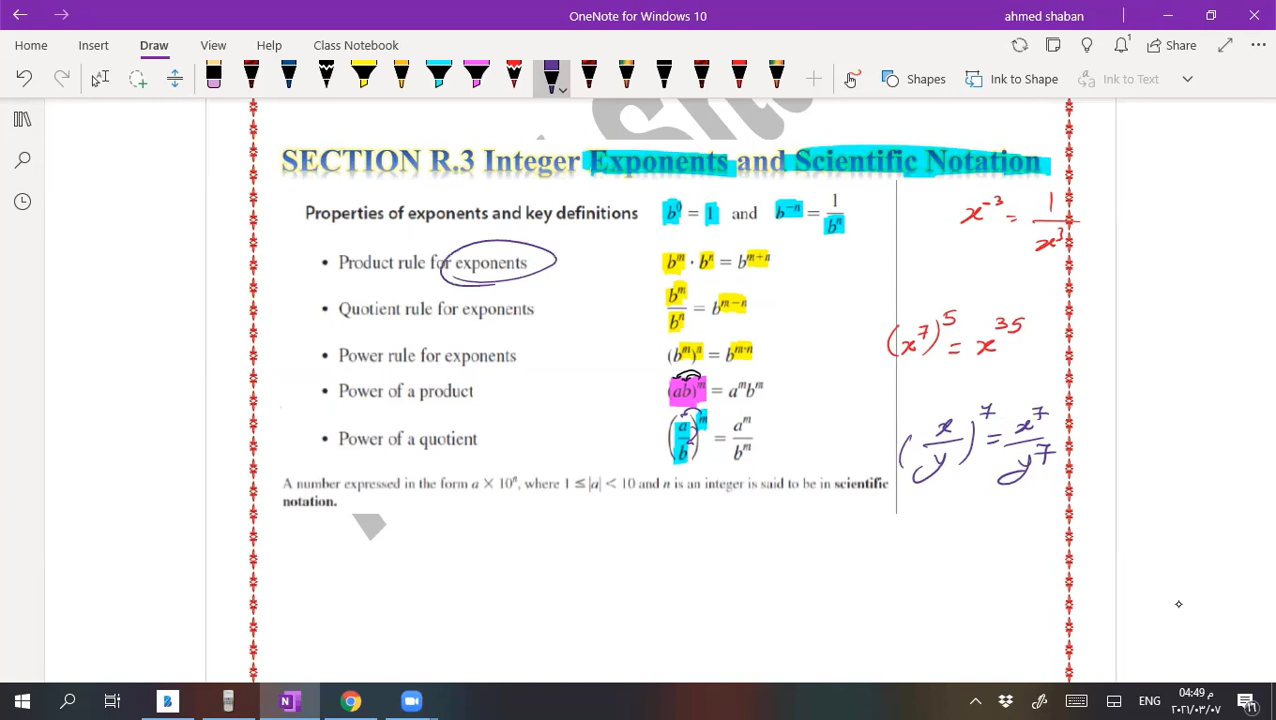 OneNote for Windows 10
ahmed shaban
Home Insert Draw View Help Class Notebook
Share
Shapes Ink to Shape Ink to Text
SECTION R.3 Integer Exponents and Scientific Notation
Properties of exponents and key definitions b⁰ = 1 and b⁻ⁿ = 1/bⁿ
x⁻³ = 1/x³
• Product rule for exponents bᵐ · bⁿ = bᵐ⁺ⁿ
• Quotient rule for exponents bᵐ/bⁿ = bᵐ⁻ⁿ
• Power rule for exponents (bᵐ)ⁿ = bᵐ·ⁿ
(x⁷)⁵ = x³⁵
• Power of a product (ab)ᵐ = aᵐbᵐ
• Power of a quotient (a/b)ᵐ = aᵐ/bᵐ
(x/y)⁷ = x⁷/y⁷
A number expressed in the form a × 10ⁿ, where 1 ≤ |a| < 10 and n is an integer is said to be in scientific
notation.
ENG
04:49 م
٢٠٢١/٠٣/٠٧